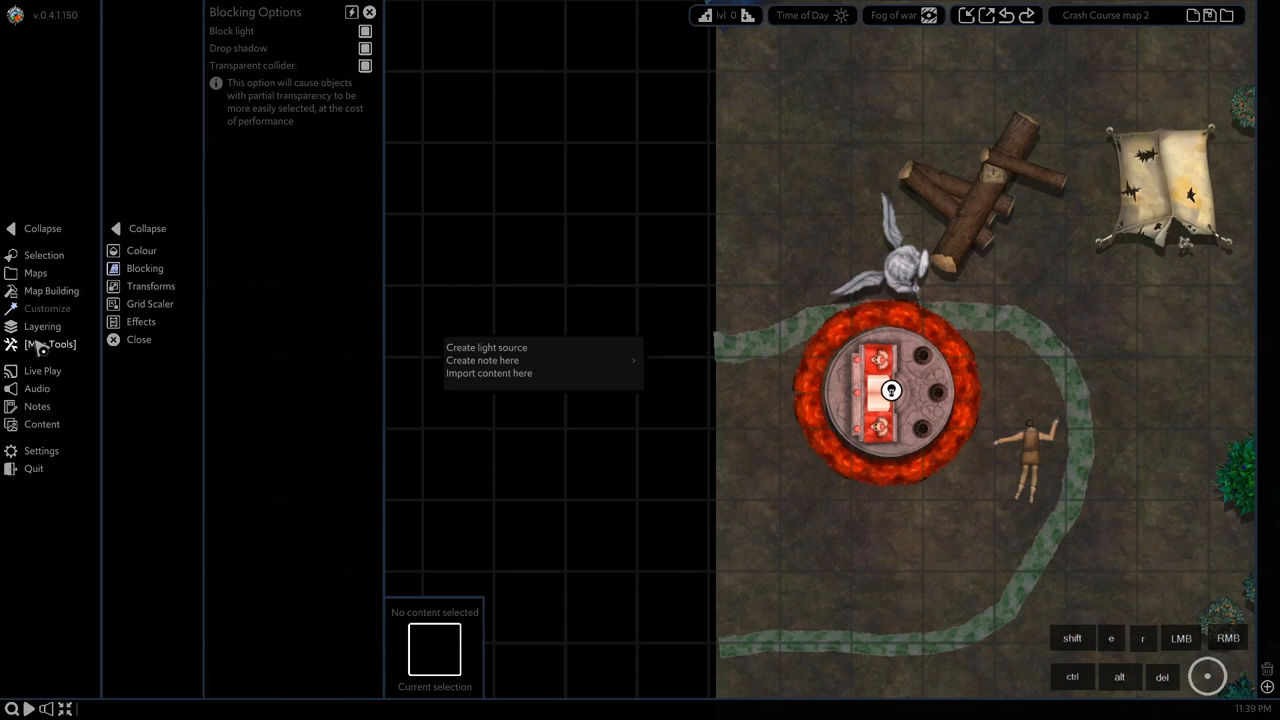 v.0.4.1.150
Blocking Options
Block light
Drop shadow
Transparent collider:
This option will cause objects
with partial transparency to be
more easily selected, at the cost
of performance
lvl 0
Time of Day
Fog of war
Crash Course map 2
Collapse
Selection
Maps
Map Building
Customize
Layering
Tools]
Live Play
Audio
Notes
Content
Settings
Quit
Collapse
Colour
Blocking
Transforms
Grid Scaler
Effects
Close
Create light source
Create note here >
Import content here
No content selected
Current selection
shift e r LMB RMB
ctrl alt del
11:39 PM